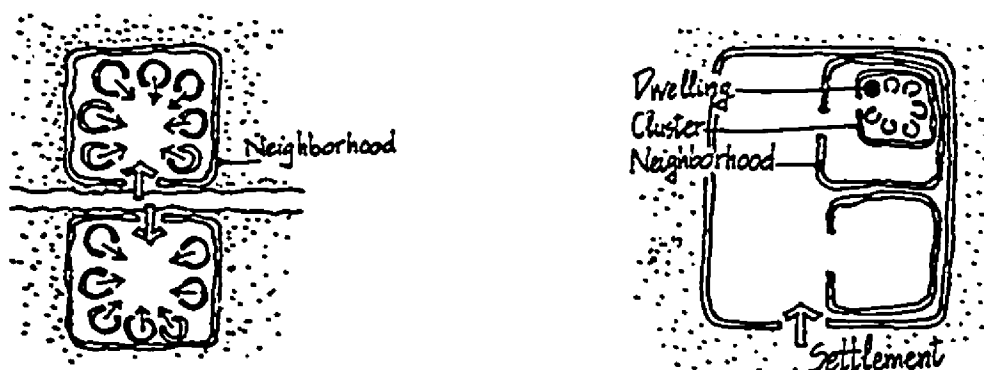 Neighborhood
Dwelling
Cluster
Neighborhood
Settlement